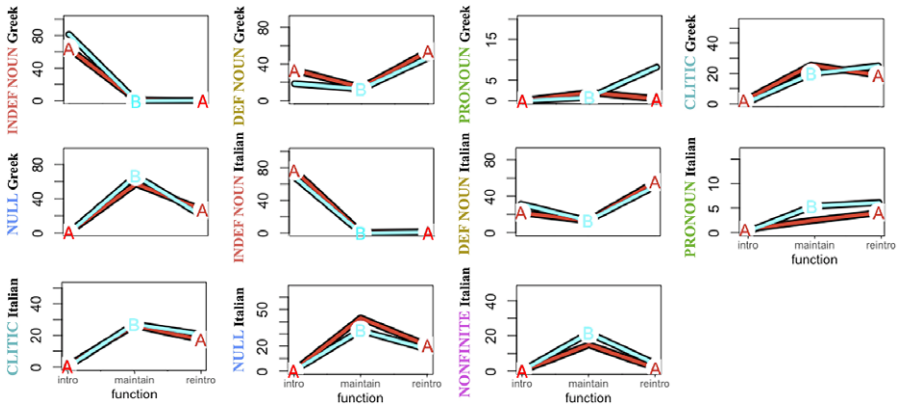 INDEF NOUN Greek
80
40
0
A
B
A
DEF NOUN Greek
80
40
0
A
B
A
PRONOUN Greek
15
5
0
A
B
A
CLITIC Greek
40
20
0
A
B
A
NULL Greek
80
40
0
A
B
A
INDEF NOUN Italian
80
40
0
A
B
A
DEF NOUN Italian
80
40
0
A
B
A
PRONOUN Italian
15
5
0
A
B
A
intro maintain reintro
function
CLITIC Italian
40
20
0
A
B
A
intro maintain reintro
function
NULL Italian
50
20
0
A
B
A
intro maintain reintro
function
NONFINITE Italian
40
20
0
A
B
A
intro maintain reintro
function